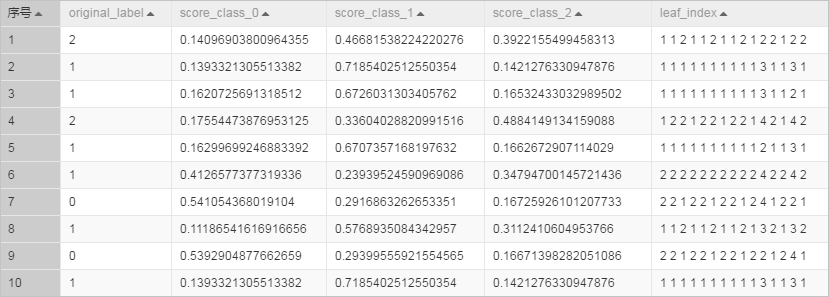 序号 original_label score_class_0 score_class_1 score_class_2 leaf_index
1 2 0.14096903800964355 0.46681538224220276 0.3922155499458313 1 1 2 1 1 2 1 1 2 1 2 2 1 2 2
2 1 0.1393321305513382 0.7185402512550354 0.1421276330947876 1 1 1 1 1 1 1 1 1 1 3 1 1 3 1
3 1 0.1620725691318512 0.6726031303405762 0.16532433032989502 1 1 1 1 1 1 1 1 1 1 3 1 1 2 1
4 2 0.17554473876953125 0.33604028820991516 0.4884149134159088 1 2 2 1 2 2 1 2 2 1 4 2 1 4 2
5 1 0.16299699246883392 0.6707357168197632 0.1662672907114029 1 1 1 1 1 1 1 1 1 1 2 1 1 3 1
6 1 0.4126577377319336 0.23939524590969086 0.34794700145721436 2 2 2 2 2 2 2 2 2 2 4 2 2 4 2
7 0 0.541054368019104 0.2916863262653351 0.16725926101207733 2 2 1 2 2 1 2 2 1 2 4 1 2 2 1
8 1 0.11186541616916656 0.5768935084342957 0.3112410604953766 1 1 2 1 1 2 1 1 2 1 3 2 1 3 2
9 0 0.5392904877662659 0.29399555921554565 0.16671398282051086 2 2 1 2 2 1 2 2 1 2 2 1 2 4 1
10 1 0.1393321305513382 0.7185402512550354 0.1421276330947876 1 1 1 1 1 1 1 1 1 1 3 1 1 3 1